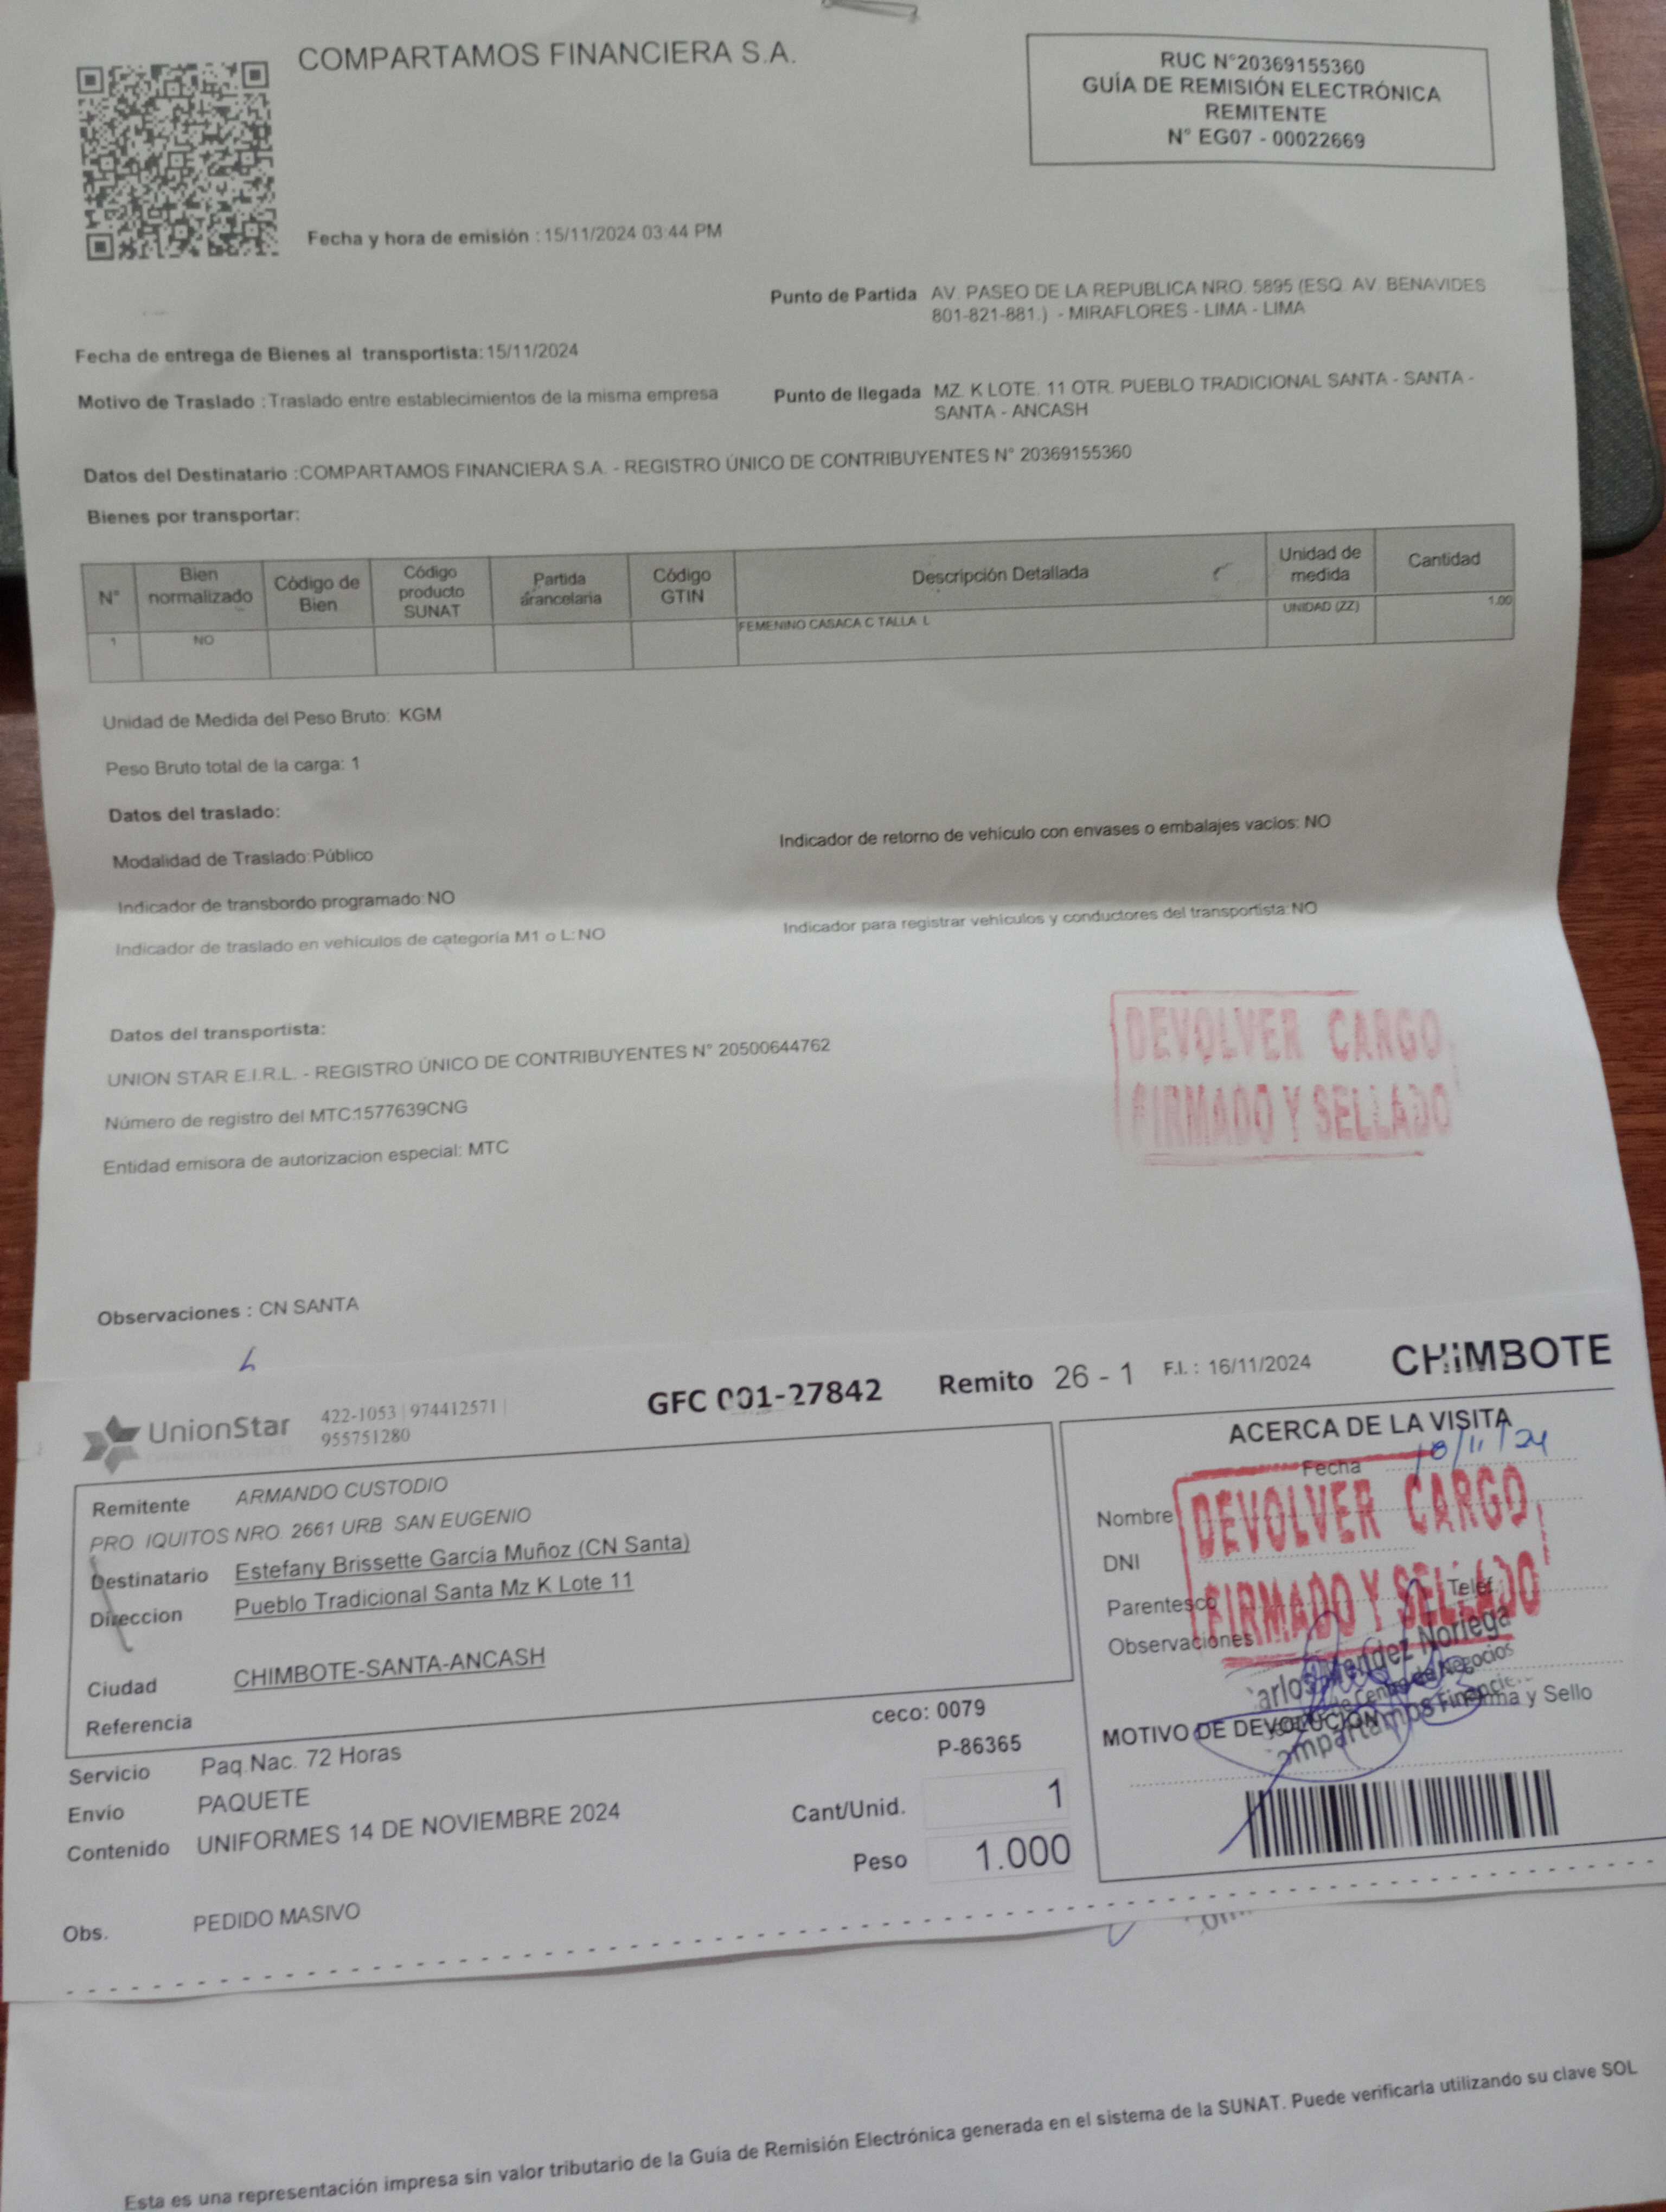 COMPARTAMOS FINANCIERA S.A.
RUC N°20369155360
GUÍA DE REMISIÓN ELECTRÓNICA
REMITENTE
N° EG07 - 00022669
Fecha y hora de emisión : 15/11/2024 03:44 PM
Punto de Partida AV. PASEO DE LA REPUBLICA NRO. 5895 (ESQ. AV. BENAVIDES
801-821-881.) - MIRAFLORES - LIMA - LIMA
Fecha de entrega de Bienes al transportista: 15/11/2024
Motivo de Traslado : Traslado entre establecimientos de la misma empresa
Punto de llegada MZ. K LOTE. 11 OTR. PUEBLO TRADICIONAL SANTA - SANTA -
SANTA - ANCASH
Datos del Destinatario : COMPARTAMOS FINANCIERA S.A. - REGISTRO ÚNICO DE CONTRIBUYENTES N° 20369155360
Bienes por transportar:
N° Bien normalizado Código de Bien Código producto SUNAT Partida arancelaria Código GTIN Descripción Detallada Unidad de medida Cantidad
1 NO FEMENINO CASACA C TALLA L UNIDAD (ZZ) 1.00
Unidad de Medida del Peso Bruto: KGM
Peso Bruto total de la carga: 1
Datos del traslado:
Modalidad de Traslado: Público
Indicador de retorno de vehículo con envases o embalajes vacíos: NO
Indicador de transbordo programado: NO
Indicador de traslado en vehículos de categoría M1 o L: NO
Indicador para registrar vehículos y conductores del transportista: NO
Datos del transportista:
UNION STAR E.I.R.L. - REGISTRO ÚNICO DE CONTRIBUYENTES N° 20500644762
Número de registro del MTC:1577639CNG
Entidad emisora de autorizacion especial: MTC
DEVOLVER CARGO
FIRMADO Y SELLADO
Observaciones : CN SANTA
UnionStar
422-1053 | 974412571 |
955751280
GFC 001-27842
Remito 26 - 1
F.I. : 16/11/2024
CHIMBOTE
Remitente ARMANDO CUSTODIO
PRO. IQUITOS NRO. 2661 URB. SAN EUGENIO
Destinatario Estefany Brissette Garcia Muñoz (CN Santa)
Direccion Pueblo Tradicional Santa Mz K Lote 11
Ciudad CHIMBOTE-SANTA-ANCASH
Referencia
ceco: 0079
P-86365
Servicio Paq.Nac. 72 Horas
Envio PAQUETE
Contenido UNIFORMES 14 DE NOVIEMBRE 2024
Cant/Unid. 1
Peso 1.000
Obs. PEDIDO MASIVO
ACERCA DE LA VISITA
Fecha 18/11/24
Nombre
DNI
Parentesco Telef.
Observaciones
DEVOLVER CARGO
FIRMADO Y SELLADO
Noriega
Firma y Sello
MOTIVO DE DEVOLUCION
Esta es una representación impresa sin valor tributario de la Guía de Remisión Electrónica generada en el sistema de la SUNAT. Puede verificarla utilizando su clave SOL